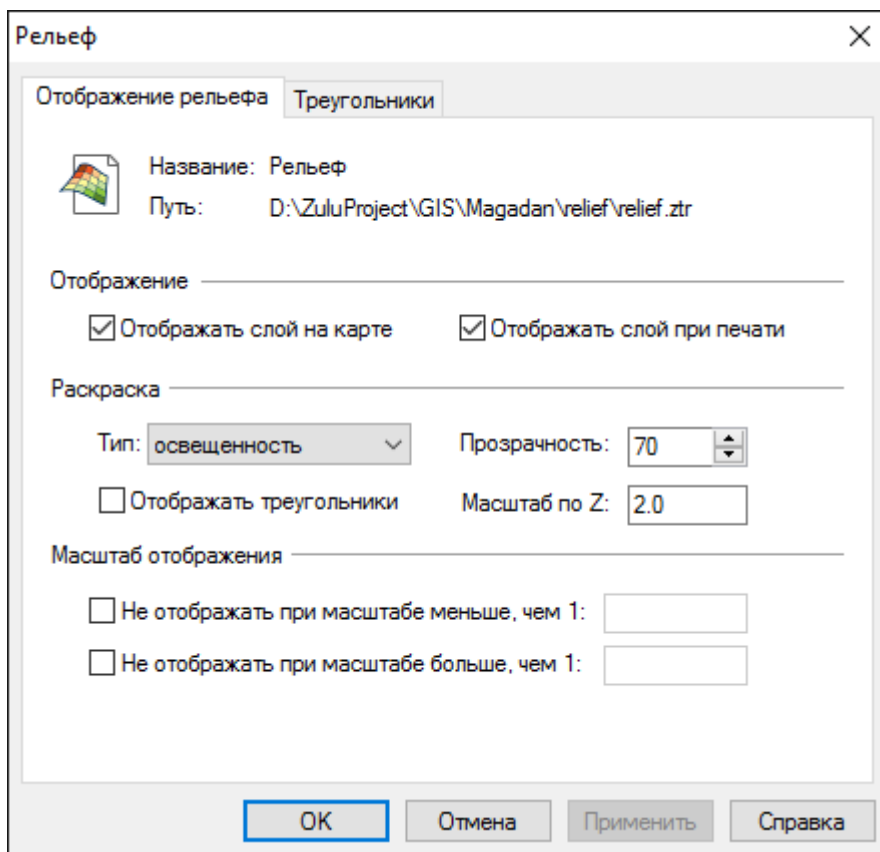 Рельеф
Отображение рельефа Треугольники
Название: Рельеф
Путь: D:\ZuluProject\GIS\Magadan\relief\relief.ztr
Отображение
Отображать слой на карте Отображать слой при печати
Раскраска
Тип: освещенность Прозрачность: 70
Отображать треугольники Масштаб по Z: 2.0
Масштаб отображения
Не отображать при масштабе меньше, чем 1:
Не отображать при масштабе больше, чем 1:
OK Отмена Применить Справка